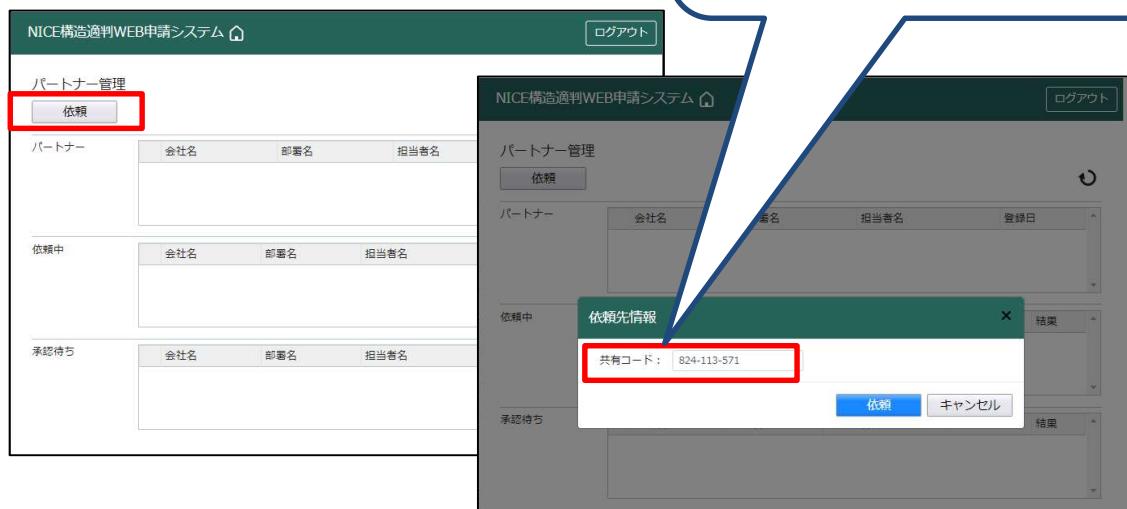 NICE構造適判WEB申請システム
ログアウト
パートナー管理
依頼
パートナー
会社名 部署名 担当者名
依頼中
会社名 部署名 担当者名
承認待ち
会社名 部署名 担当者名
NICE構造適判WEB申請システム
ログアウト
パートナー管理
依頼
パートナー
会社名 署名 担当者名 登録日
依頼中
結果
依頼先情報 ×
共有コード： 824-113-571
依頼 キャンセル
承認待ち
結果